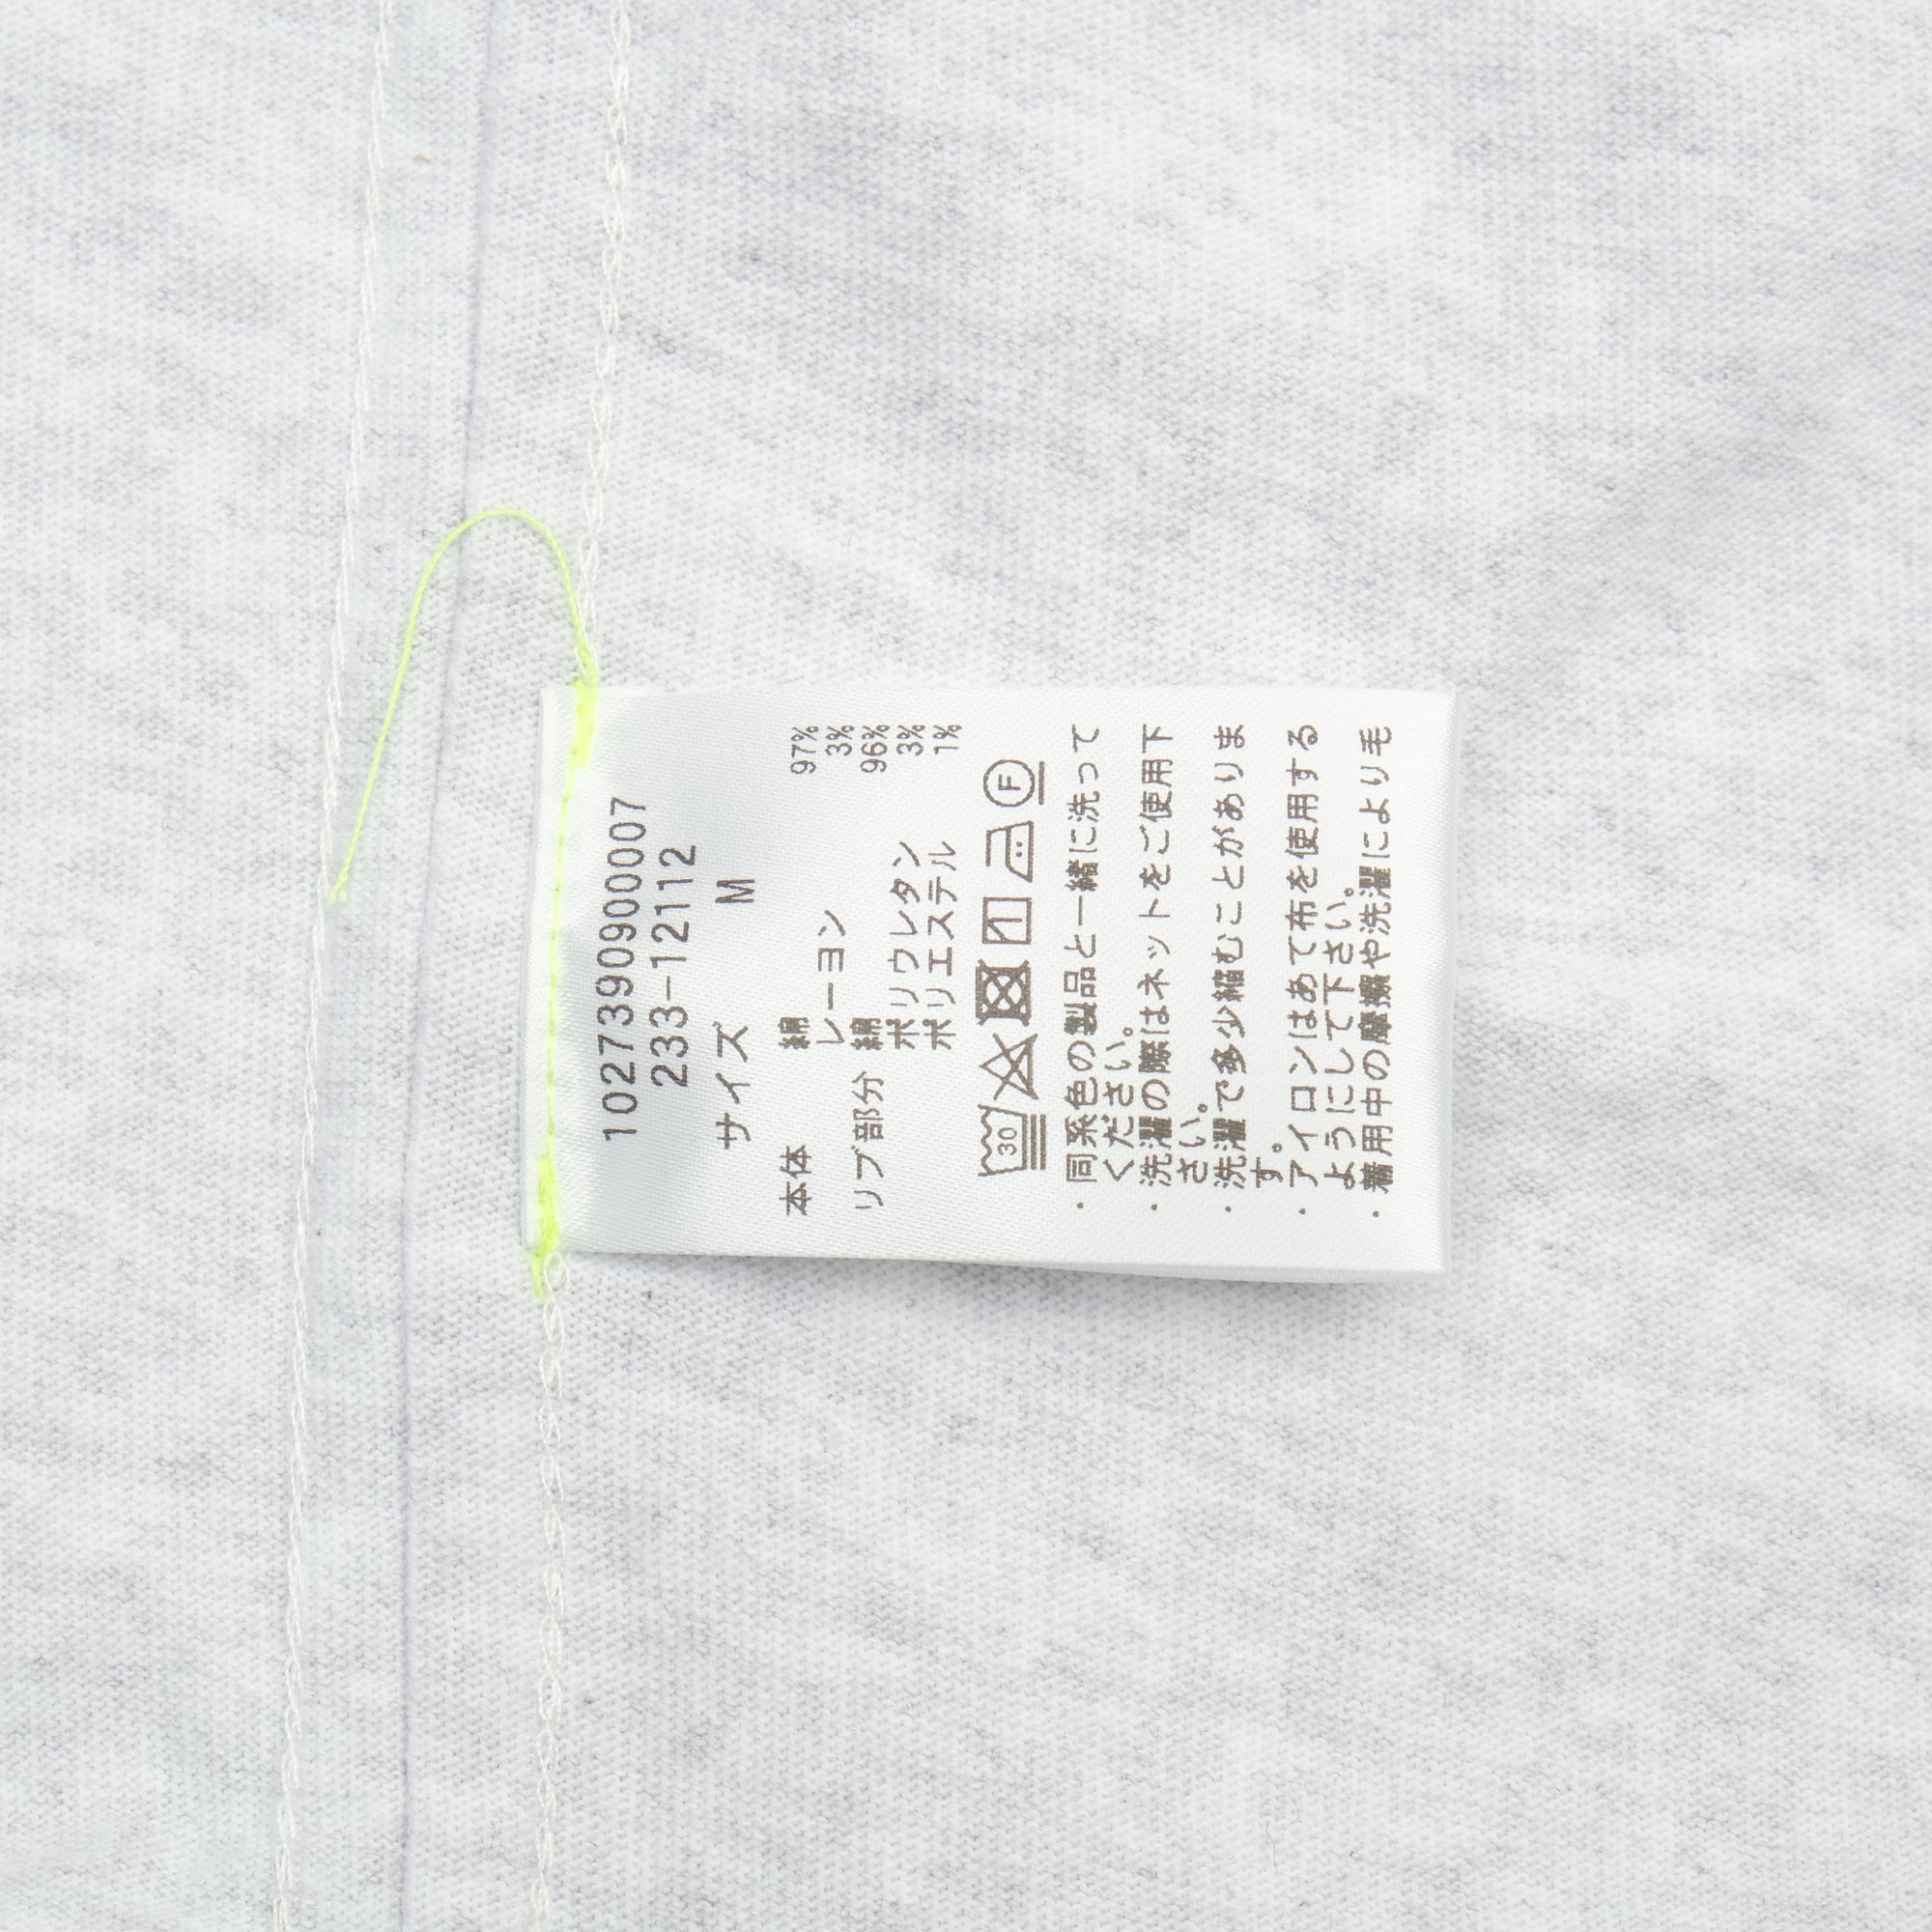 1027390900007
233-12112
サイズ M
本体 綿 97%
レーヨン 3%
リブ部分 綿 96%
ポリウレタン 3%
ポリエステル 1%
30 F
・同系色の製品と一緒に洗って
ください。
・洗濯の際はネットをご使用下
さい。
・洗濯で多少縮むことがありま
す。
・アイロンはあて布を使用する
ようにして下さい。
・着用中の摩擦や洗濯により毛